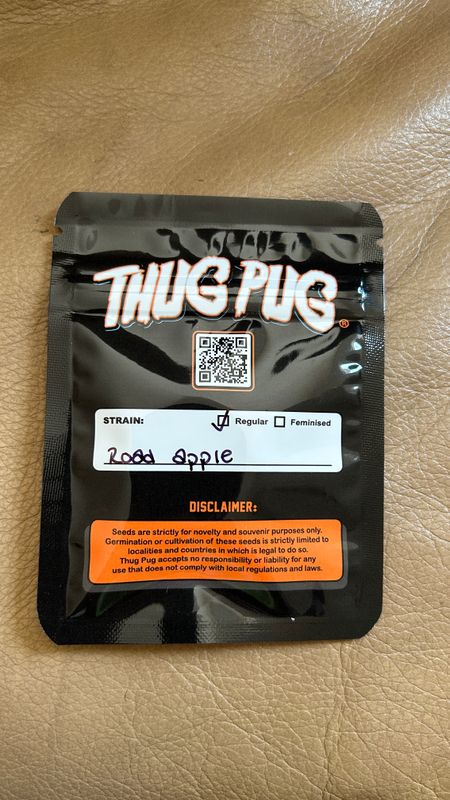 THUG PUG®
STRAIN: Regular Feminised
Road apple
DISCLAIMER:
Seeds are strictly for novelty and souvenir purposes only.
Germination or cultivation of these seeds is strictly limited to
localities and countries in which is legal to do so.
Thug Pug accepts no responsibility or liability for any
use that does not comply with local regulations and laws.